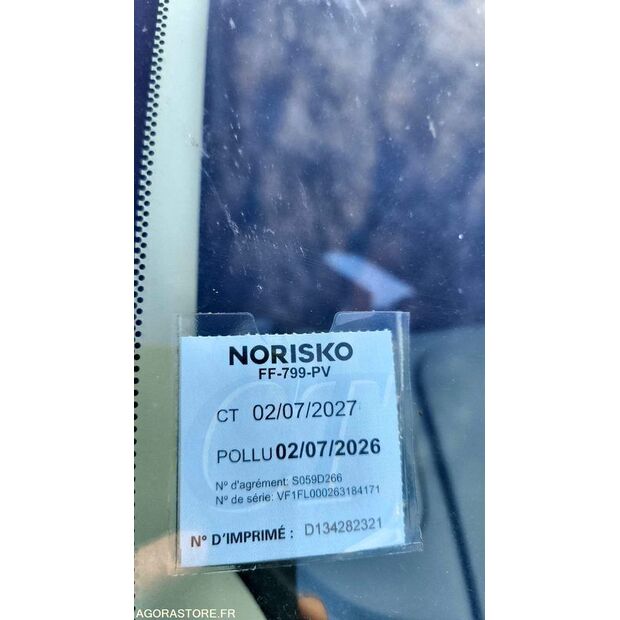 NORISKO
FF-799-PV
CT 02/07/2027
POLLU 02/07/2026
N° d'agrément: S059D266
N° de série: VF1FL000263184171
N° D'IMPRIMÉ : D134282321
AGORASTORE.FR